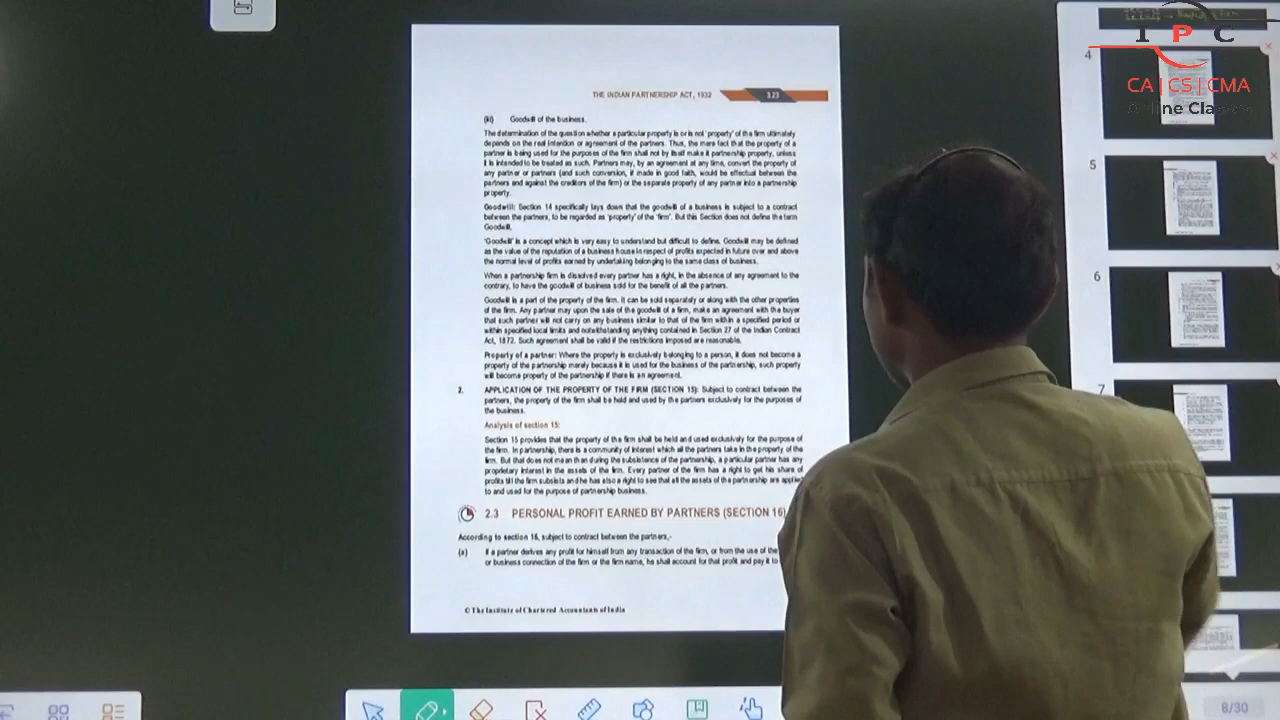 IPC
CA|CS|CMA
Online Classes
4
5
6
7
8/30
THE INDIAN PARTNERSHIP ACT, 1932 3.23
(iii) Goodwill of the business.
The determination of the question whether a particular property is or is not 'property' of the firm ultimately
depends on the real intention or agreement of the partners. Thus, the mere fact that the property of a
partner is being used for the purposes of the firm shall not by itself make it partnership property, unless
it is intended to be treated as such. Partners may, by an agreement at any time, convert the property of
any partner or partners (and such conversion, if made in good faith, would be effectual between the
partners and against the creditors of the firm) or the separate property of any partner into a partnership
property.
Goodwill: Section 14 specifically lays down that the goodwill of a business is subject to a contract
between the partners, to be regarded as 'property' of the 'firm'. But this Section does not define the term
Goodwill.
'Goodwill' is a concept which is very easy to understand but difficult to define. Goodwill may be defined
as the value of the reputation of a business house in respect of profits expected in future over and above
the normal level of profits earned by undertaking belonging to the same class of business.
When a partnership firm is dissolved every partner has a right, in the absence of any agreement to the
contrary, to have the goodwill of business sold for the benefit of all the partners.
Goodwill is a part of the property of the firm. It can be sold separately or along with the other properties
of the firm. Any partner may upon the sale of the goodwill of a firm, make an agreement with the buyer
that such partner will not carry on any business similar to that of the firm within a specified period or
within specified local limits and notwithstanding anything contained in Section 27 of the Indian Contract
Act, 1872. Such agreement shall be valid if the restrictions imposed are reasonable.
Property of a partner: Where the property is exclusively belonging to a person, it does not become a
property of the partnership merely because it is used for the business of the partnership, such property
will become property of the partnership if there is an agreement.
2. APPLICATION OF THE PROPERTY OF THE FIRM (SECTION 15): Subject to contract between the
partners, the property of the firm shall be held and used by the partners exclusively for the purposes of
the business.
Analysis of section 15:
Section 15 provides that the property of the firm shall be held and used exclusively for the purpose of
the firm. In partnership, there is a community of interest which all the partners take in the property of the
firm. But that does not mean than during the subsistence of the partnership, a particular partner has any
proprietary interest in the assets of the firm. Every partner of the firm has a right to get his share of
profits till the firm subsists and he has also a right to see that all the assets of the partnership are applie
to and used for the purpose of partnership business.
2.3 PERSONAL PROFIT EARNED BY PARTNERS (SECTION 16)
According to section 16, subject to contract between the partners,-
(a) If a partner derives any profit for himself from any transaction of the firm, or from the use of the
or business connection of the firm or the firm name, he shall account for that profit and pay it to
© The Institute of Chartered Accountants of India